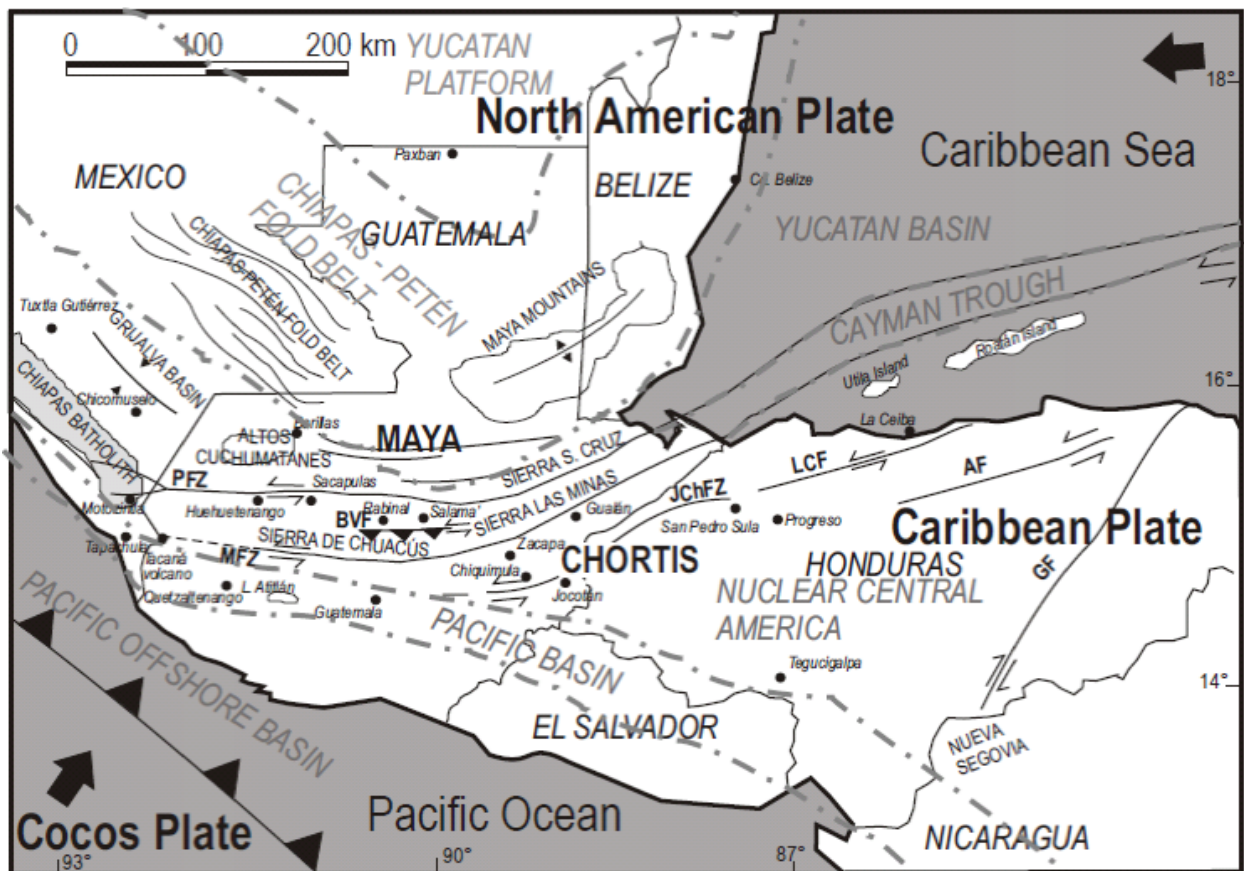 0 100 200 km
YUCATAN
PLATFORM
18°
North American Plate
Caribbean Sea
Paxban
MEXICO
BELIZE
YUCATAN BASIN
CHIAPAS - PETÉN
FOLD BELT
GUATEMALA
CHIAPAS-PETÉN FOLD BELT
MAYA MOUNTAINS
CAYMAN TROUGH
Tuxtla Gutiérrez
GRIJALVA BASIN
Roatan Island
Utila Island
16°
CHIAPAS BATHOLITH
Chicomuselo
La Ceiba
Barillas
ALTOS
CUCHUMATANES
MAYA
SIERRA S. CRUZ
LCF
AF
PFZ
Sacapulas
SIERRA LAS MINAS
JChFZ
Huehuetenango
Rabinal
Salama'
Gualán
BVF
San Pedro Sula
Progreso
Caribbean Plate
SIERRA DE CHUACÚS
Tapachula
Zacapa
CHORTIS
HONDURAS
GF
Tacaná
volcano
MFZ
Chiquimula
Jocotán
Quetzaltenango
L. Atitlán
Guatemala
NUCLEAR CENTRAL
AMERICA
PACIFIC BASIN
Tegucigalpa
14°
PACIFIC OFFSHORE BASIN
EL SALVADOR
NUEVA
SEGOVIA
Pacific Ocean
Cocos Plate
NICARAGUA
93°
90°
87°